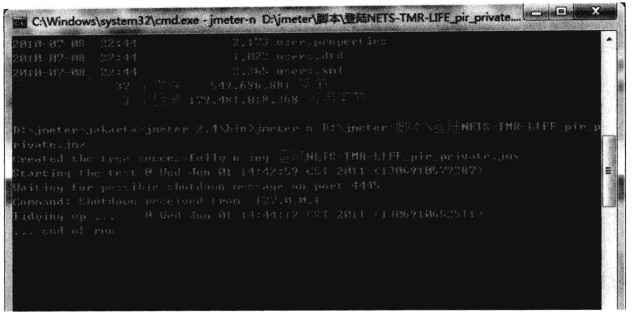 C:\Windows\system32\cmd.exe - jmeter-n D:\jmeter\脚本\登陆NETS-TMR-LIFE_pir_private....
2010-07-08 22:44 2,173 user.properties
2010-07-08 22:44 1,822 users.dtd
2010-07-08 22:44 2,365 users.xml
32 个文件 549,696,881 字节
3 个目录 179,481,018,368 可用字节
D:\jmeter\jakarta-jmeter-2.4\bin>jmeter -n D:\jmeter\脚本\登陆NETS-TMR-LIFE_pir_p
rivate.jmx
Created the tree successfully using 登陆NETS-TMR-LIFE_pir_private.jmx
Starting the test @ Wed Jun 01 14:42:59 CST 2011 (1306910579287)
Waiting for possible shutdown message on port 4445
Command: Shutdown received from /127.0.0.1
Tidying up ... @ Wed Jun 01 14:44:12 CST 2011 (1306910652511)
... end of run